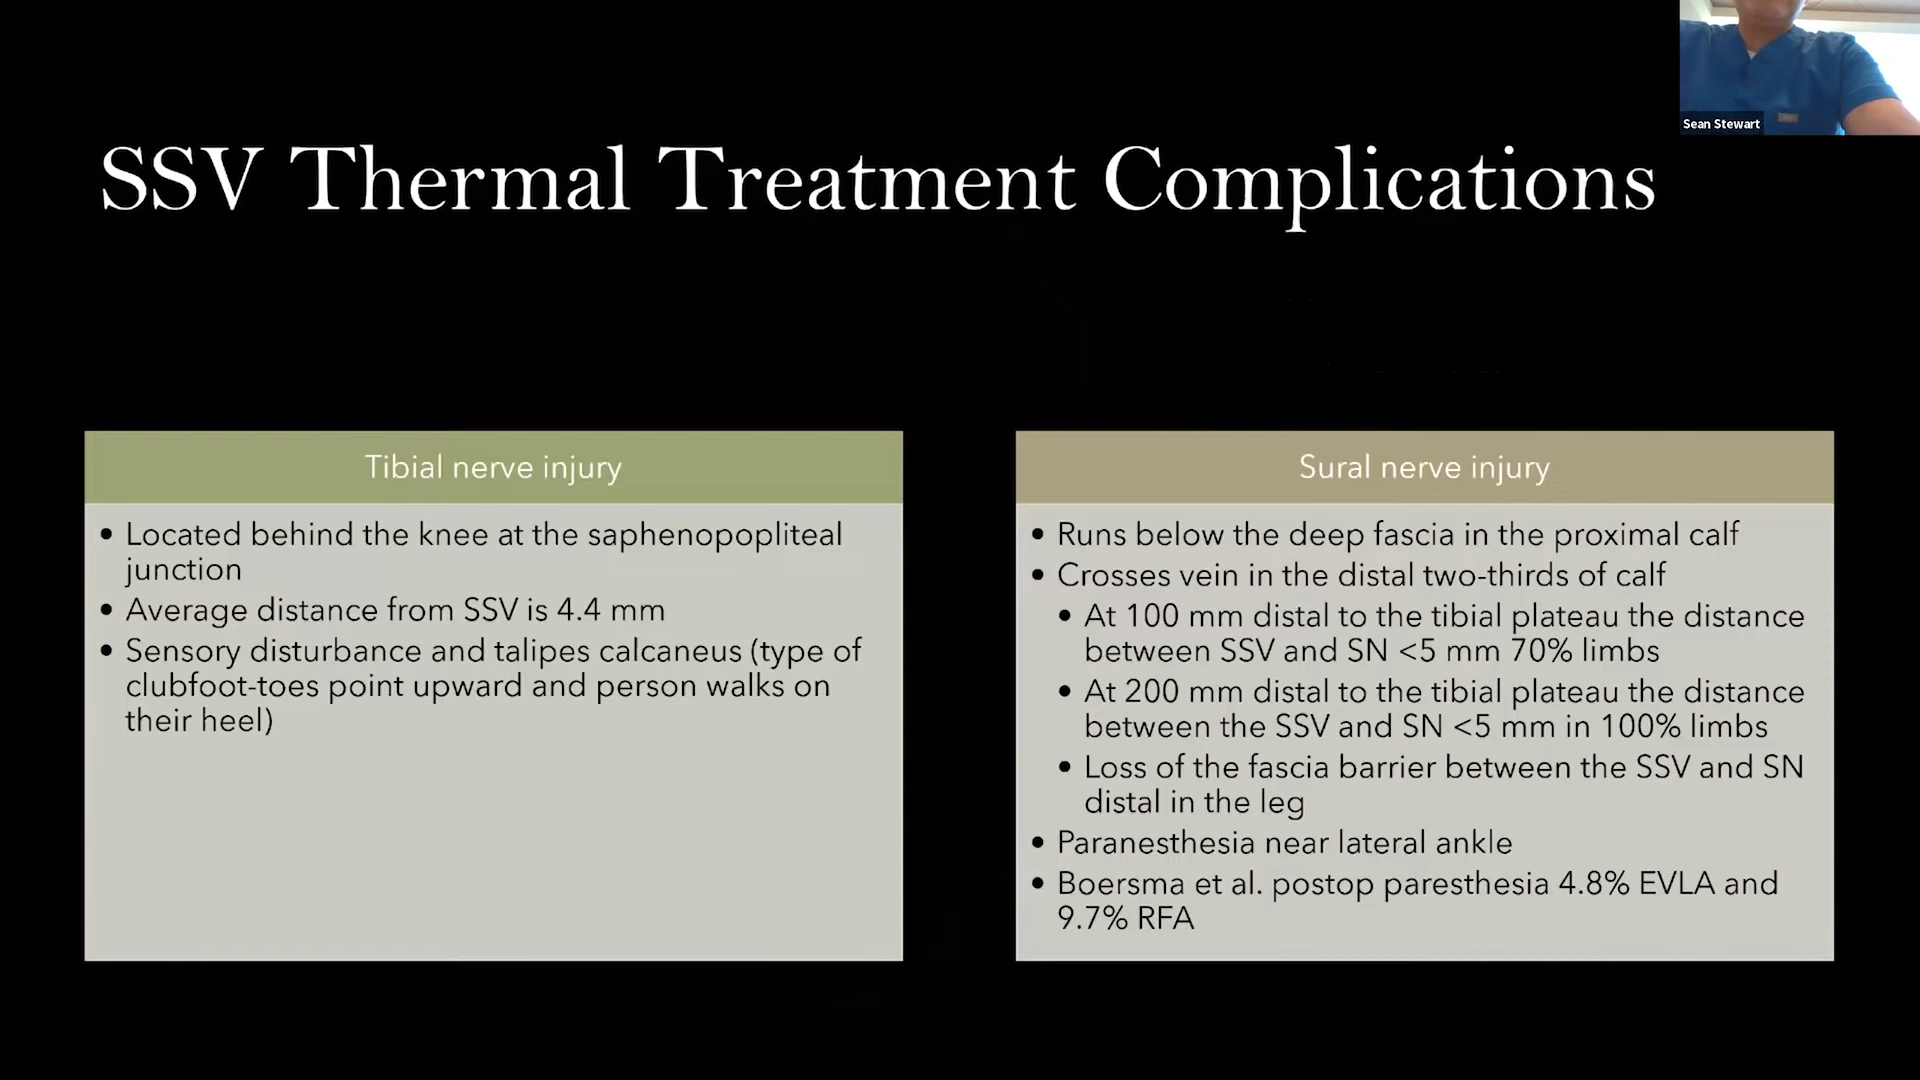 Sean Stewart
SSV Thermal Treatment Complications
Tibial nerve injury
• Located behind the knee at the saphenopopliteal
junction
• Average distance from SSV is 4.4 mm
• Sensory disturbance and talipes calcaneus (type of
clubfoot-toes point upward and person walks on
their heel)
Sural nerve injury
• Runs below the deep fascia in the proximal calf
• Crosses vein in the distal two-thirds of calf
• At 100 mm distal to the tibial plateau the distance
between SSV and SN <5 mm 70% limbs
• At 200 mm distal to the tibial plateau the distance
between the SSV and SN <5 mm in 100% limbs
• Loss of the fascia barrier between the SSV and SN
distal in the leg
• Paranesthesia near lateral ankle
• Boersma et al. postop paresthesia 4.8% EVLA and
9.7% RFA